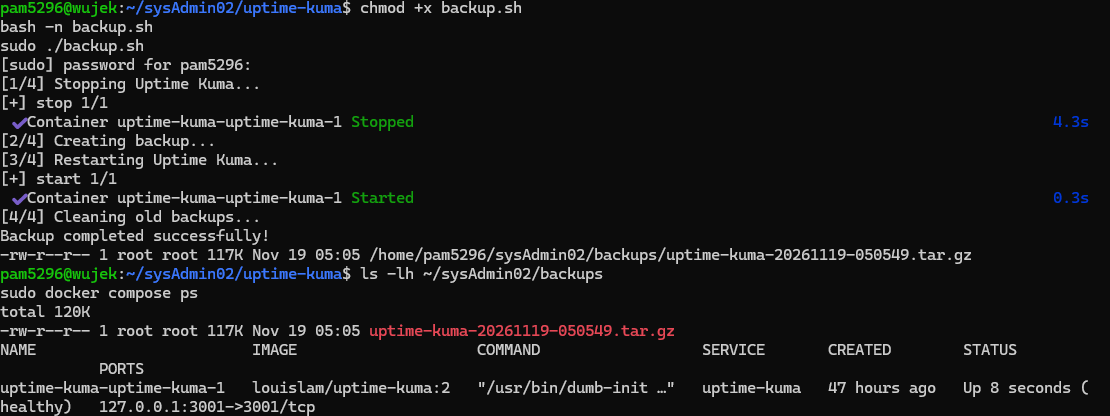 pam5296@wujek:~/sysAdmin02/uptime-kuma$ chmod +x backup.sh
bash -n backup.sh
sudo ./backup.sh
[sudo] password for pam5296:
[1/4] Stopping Uptime Kuma...
[+] stop 1/1
✔Container uptime-kuma-uptime-kuma-1 Stopped 4.3s
[2/4] Creating backup...
[3/4] Restarting Uptime Kuma...
[+] start 1/1
✔Container uptime-kuma-uptime-kuma-1 Started 0.3s
[4/4] Cleaning old backups...
Backup completed successfully!
-rw-r--r-- 1 root root 117K Nov 19 05:05 /home/pam5296/sysAdmin02/backups/uptime-kuma-20261119-050549.tar.gz
pam5296@wujek:~/sysAdmin02/uptime-kuma$ ls -lh ~/sysAdmin02/backups
sudo docker compose ps
total 120K
-rw-r--r-- 1 root root 117K Nov 19 05:05 uptime-kuma-20261119-050549.tar.gz
NAME IMAGE COMMAND SERVICE CREATED STATUS
PORTS
uptime-kuma-uptime-kuma-1 louislam/uptime-kuma:2 "/usr/bin/dumb-init …" uptime-kuma 47 hours ago Up 8 seconds (
healthy) 127.0.0.1:3001->3001/tcp